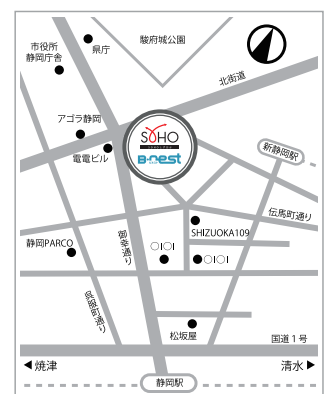 市役所
静岡庁舎
県庁
駿府城公園
北街道
アゴラ静岡
電電ビル
SOHO
B-nest
新静岡駅
伝馬町通り
SHIZUOKA109
静岡PARCO
御幸通り
○I○I
●○I○I
呉服町通り
松坂屋
国道1号
◀焼津
清水▶
静岡駅